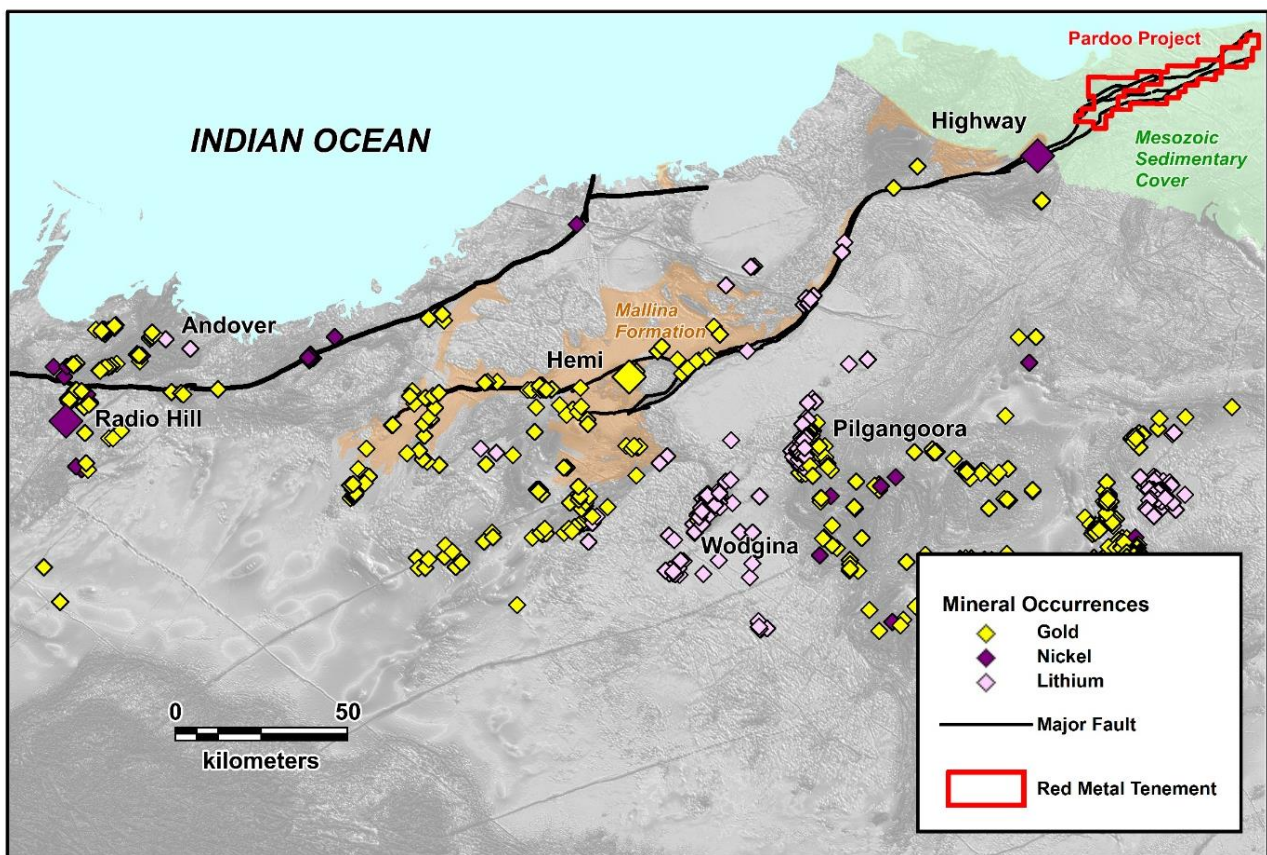 Pardoo Project
Highway
INDIAN OCEAN
Mesozoic
Sedimentary
Cover
Andover
Mallina
Formation
Hemi
Radio Hill
Pilgangoora
Wodgina
Mineral Occurrences
Gold
Nickel
Lithium
0 50
kilometers
Major Fault
Red Metal Tenement